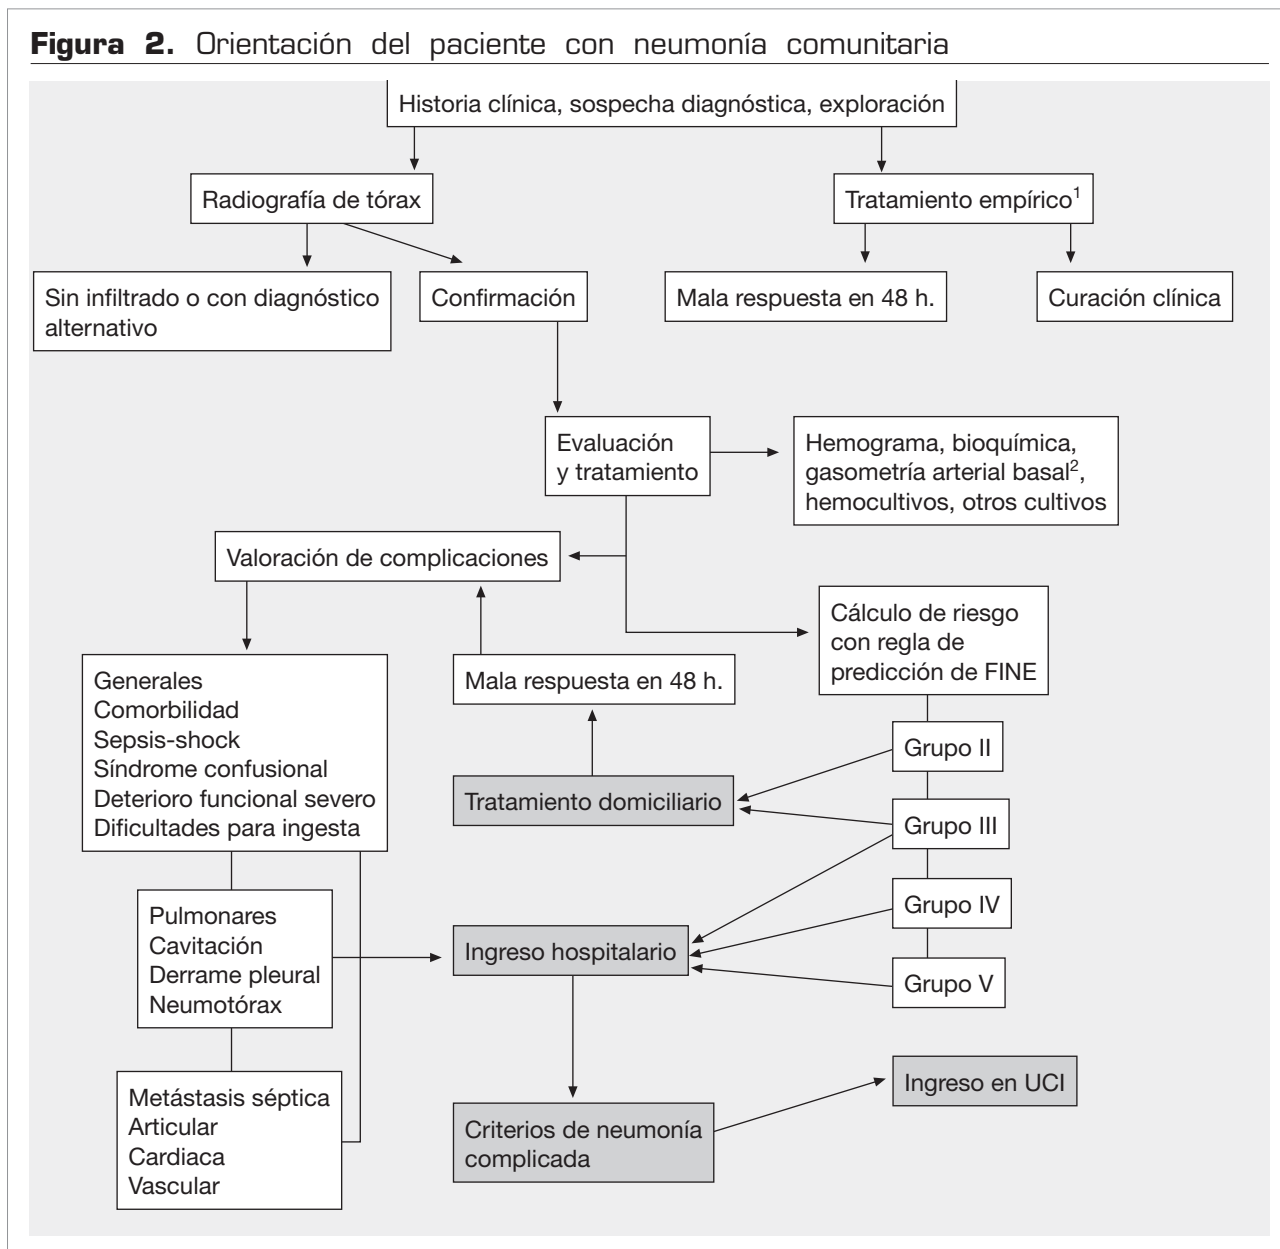 Figura 2. Orientación del paciente con neumonía comunitaria
Historia clínica, sospecha diagnóstica, exploración
Radiografía de tórax
Tratamiento empírico1
Sin infiltrado o con diagnóstico
alternativo
Confirmación
Mala respuesta en 48 h.
Curación clínica
Evaluación
y tratamiento
Hemograma, bioquímica,
gasometría arterial basal2,
hemocultivos, otros cultivos
Valoración de complicaciones
Cálculo de riesgo
con regla de
predicción de FINE
Generales
Comorbilidad
Sepsis-shock
Síndrome confusional
Deterioro funcional severo
Dificultades para ingesta
Mala respuesta en 48 h.
Grupo II
Tratamiento domiciliario
Grupo III
Grupo IV
Pulmonares
Cavitación
Derrame pleural
Neumotórax
Ingreso hospitalario
Grupo V
Metástasis séptica
Articular
Cardiaca
Vascular
Criterios de neumonía
complicada
Ingreso en UCI